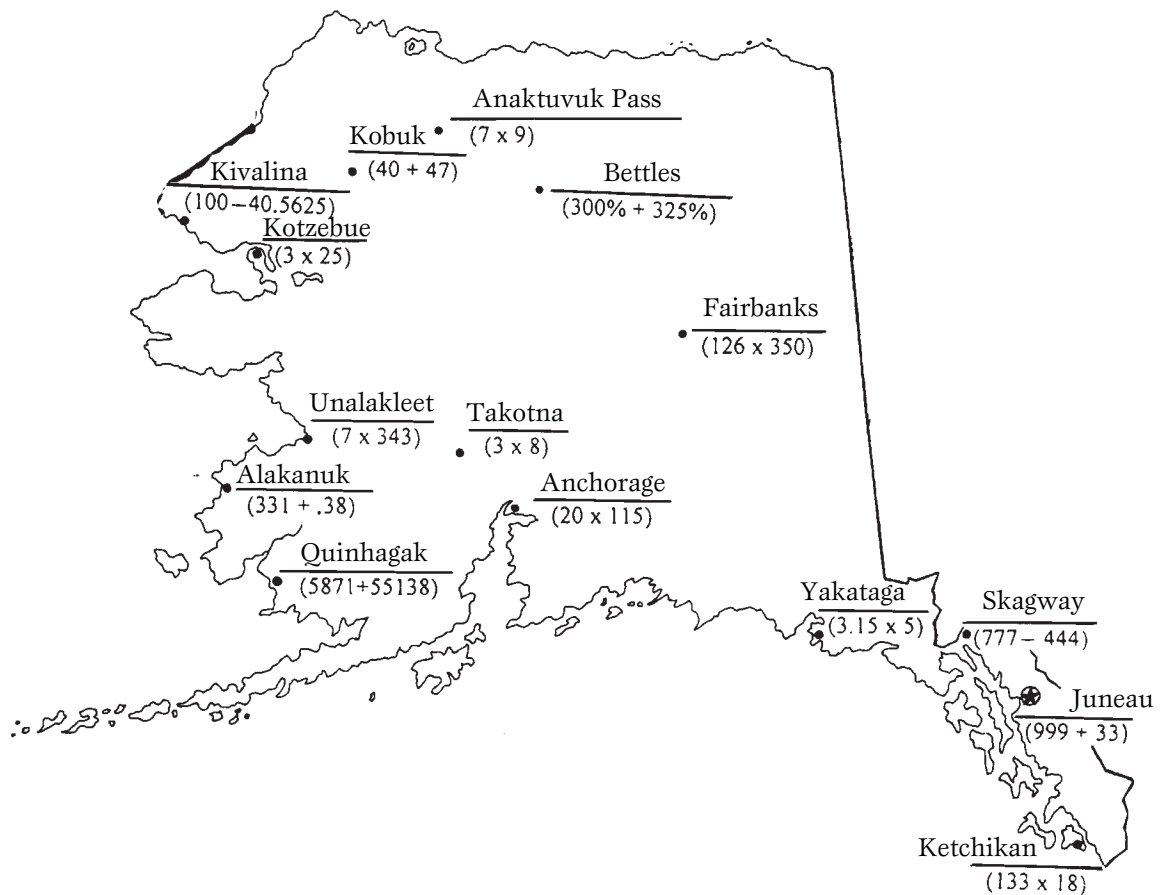 Anaktuvuk Pass
(7 x 9)
Kobuk
(40 + 47)
Kivalina
(100 – 40.5625)
Bettles
(300% + 325%)
Kotzebue
(3 x 25)
Fairbanks
(126 x 350)
Unalakleet
(7 x 343)
Takotna
(3 x 8)
Alakanuk
(331 + .38)
Anchorage
(20 x 115)
Quinhagak
(5871+55138)
Yakataga
(3.15 x 5)
Skagway
(777 – 444)
Juneau
(999 + 33)
Ketchikan
(133 x 18)